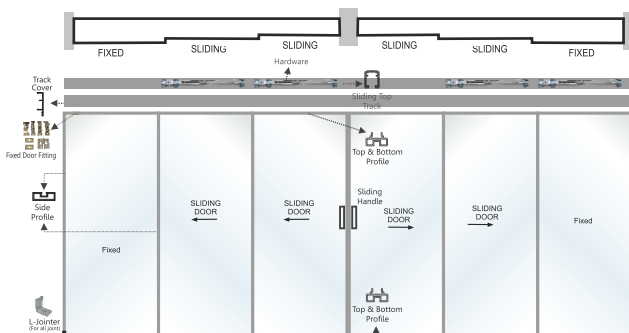 FIXED
SLIDING
SLIDING
SLIDING
SLIDING
FIXED
Hardware
Track
Cover
Sliding Top
Track
Fixed Door Fitting
Top & Bottom
Profile
Side
Profile
Sliding
Handle
SLIDING
DOOR
SLIDING
DOOR
SLIDING
DOOR
SLIDING
DOOR
Fixed
Fixed
L-Jointer
(For all joint)
Top & Bottom
Profile